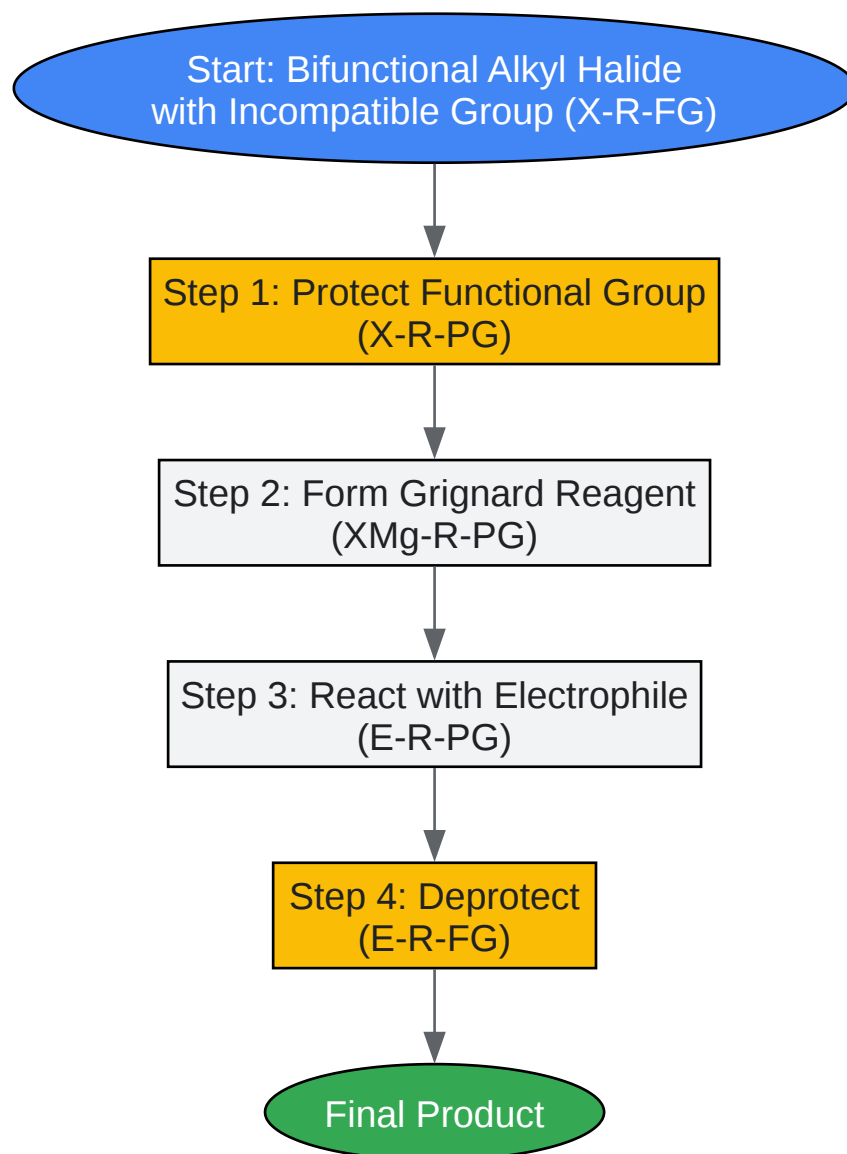 Start: Bifunctional Alkyl Halide
with Incompatible Group (X-R-FG)
Step 1: Protect Functional Group
(X-R-PG)
Step 2: Form Grignard Reagent
(XMg-R-PG)
Step 3: React with Electrophile
(E-R-PG)
Step 4: Deprotect
(E-R-FG)
Final Product